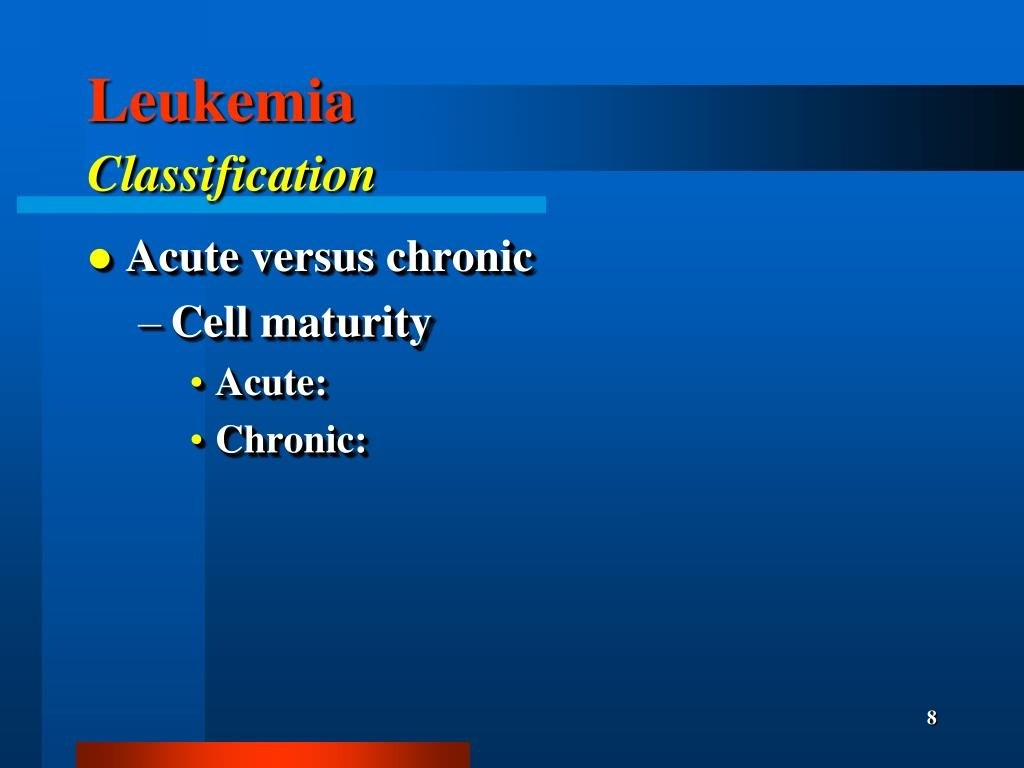 Leukemia
Classification
● Acute versus chronic
– Cell maturity
• Acute:
• Chronic:
8